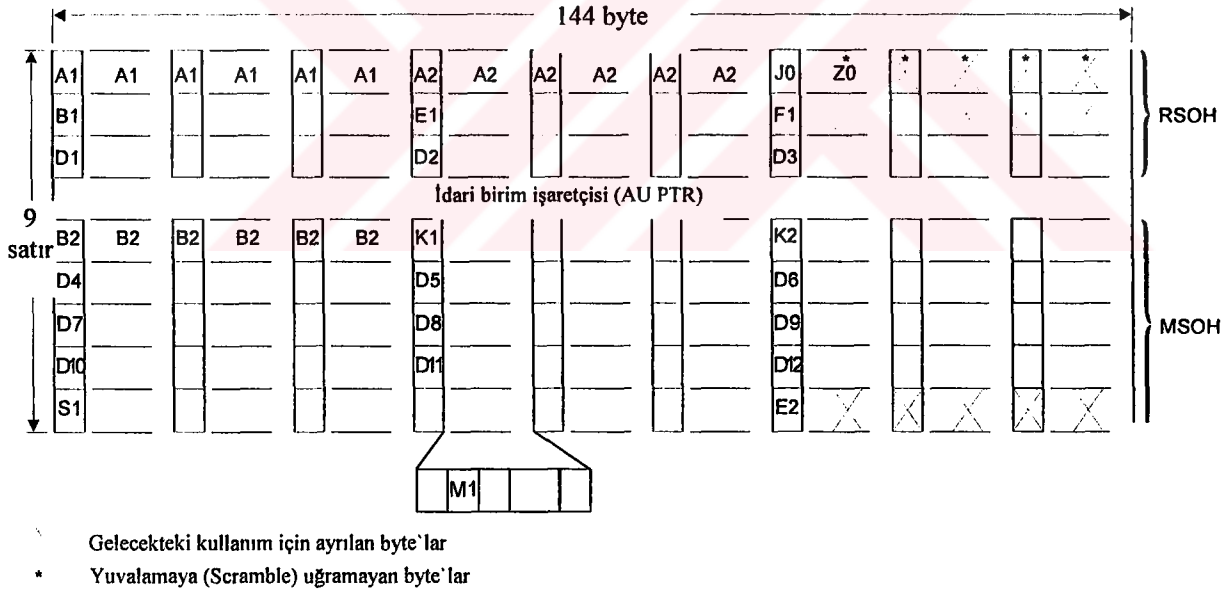 144 byte
A1 A1 A1 A1 A1 A1 A2 A2 A2 A2 A2 A2 J0 Z0* * * * *
B1 E1 F1
D1 D2 D3
RSOH
İdari birim işaretçisi (AU PTR)
9
satır
B2 B2 B2 B2 B2 B2 K1 K2
D4 D5 D6
D7 D8 D9
D10 D11 D12
S1 E2
MSOH
M1
Gelecekteki kullanım için ayrılan byte`lar
* Yuvalamaya (Scramble) uğramayan byte`lar